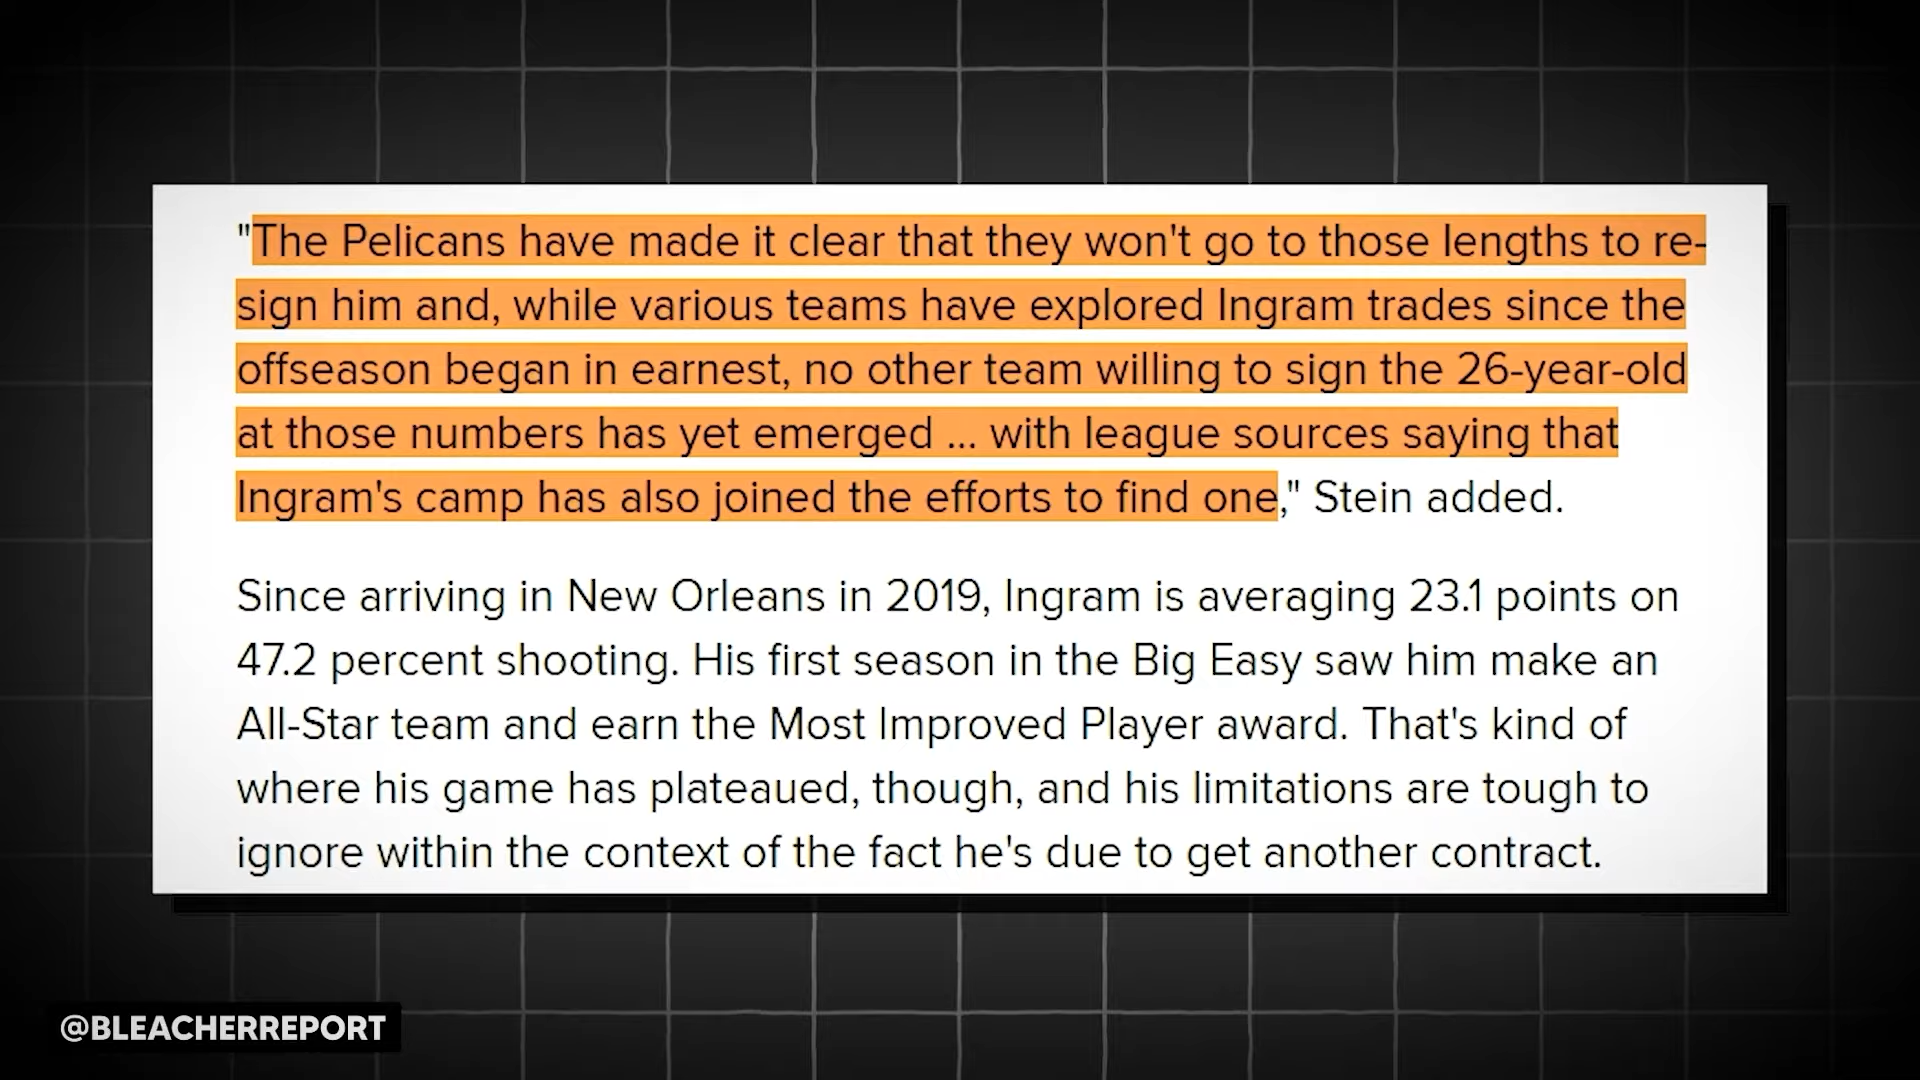 "The Pelicans have made it clear that they won't go to those lengths to re-
sign him and, while various teams have explored Ingram trades since the
offseason began in earnest, no other team willing to sign the 26-year-old
at those numbers has yet emerged ... with league sources saying that
Ingram's camp has also joined the efforts to find one," Stein added.
Since arriving in New Orleans in 2019, Ingram is averaging 23.1 points on
47.2 percent shooting. His first season in the Big Easy saw him make an
All-Star team and earn the Most Improved Player award. That's kind of
where his game has plateaued, though, and his limitations are tough to
ignore within the context of the fact he's due to get another contract.
@BLEACHERREPORT